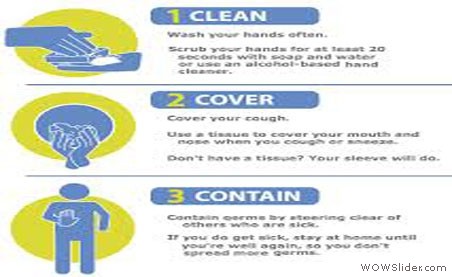 1 CLEAN
Wash your hands often.
Scrub your hands for at least 20
seconds with soap and water
or use an alcohol-based hand
cleaner.
2 COVER
Cover your cough.
Use a tissue to cover your mouth and
nose when you cough or sneeze.
Don't have a tissue? Your sleeve will do.
3 CONTAIN
Contain germs by steering clear of
others who are sick.
If you do get sick, stay at home until
you're well again, so you don't
spread more germs.
WOWSlider.com